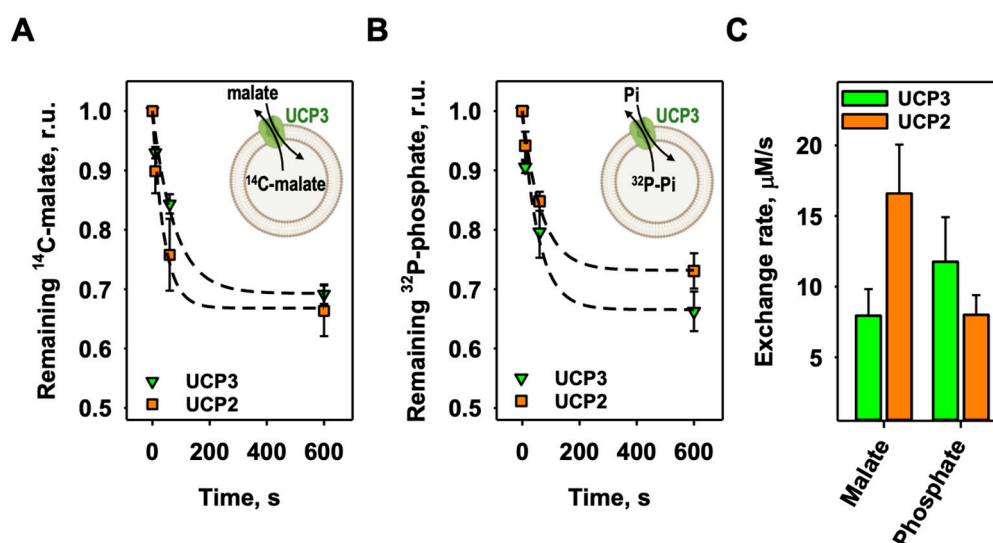 A
Remaining ¹⁴C-malate, r.u.
1.0
0.9
0.8
0.7
0.6
0.5
malate
UCP3
¹⁴C-malate
UCP3
UCP2
0 200 400 600
Time, s
B
Remaining ³²P-phosphate, r.u.
1.0
0.9
0.8
0.7
0.6
0.5
Pi
UCP3
³²P-Pi
UCP3
UCP2
0 200 400 600
Time, s
C
Exchange rate, μM/s
UCP3
UCP2
20
15
10
5
Malate
Phosphate